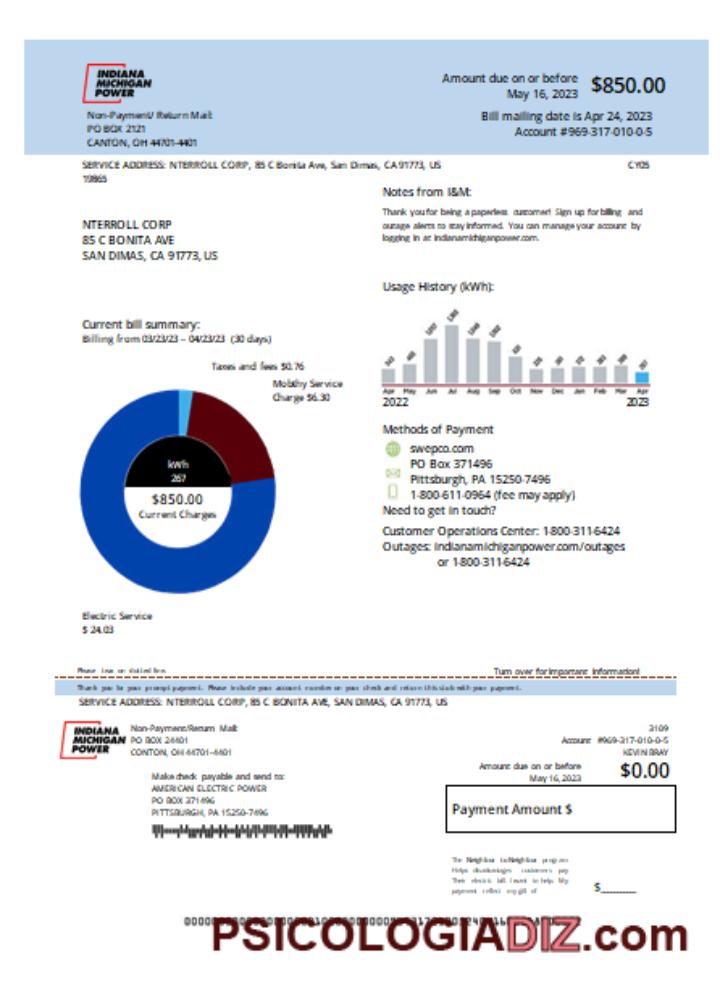 INDIANA
MICHIGAN
POWER
Amount due on or before
May 16, 2023
$850.00
Non-Payment/ Return Mail:
PO BOX 2121
CANTON, OH 44701-4401
Bill mailing date is Apr 24, 2023
Account #969-317-010-0-5
SERVICE ADDRESS: NTERROLL CORP, 85 C Bonita Ave, San Dimas, CA 91773, US
CY05
19865
Notes from I&M:
Thank you for being a paperless customer! Sign up for billing and
outage alerts to stay informed. You can manage your account by
logging in at indianamichiganpower.com.
NTERROLL CORP
85 C BONITA AVE
SAN DIMAS, CA 91773, US
Usage History (kWh):
Apr May Jun Jul Aug Sep Oct Nov Dec Jan Feb Mar Apr
2022 2023
Current bill summary:
Billing from 03/23/23 – 04/23/23 (30 days)
Taxes and fees $0.76
Mobthy Service
Charge $6.30
kWh
267
$850.00
Current Charges
Electric Service
$ 24.03
Methods of Payment
swepco.com
PO Box 371496
Pittsburgh, PA 15250-7496
1-800-611-0964 (fee may apply)
Need to get in touch?
Customer Operations Center: 1-800-311-6424
Outages: indianamichiganpower.com/outages
or 1-800-311-6424
Please tear on dotted line
Turn over for important information!
Thank you for your prompt payment. Please include your account number on your check and return this stub with your payment.
SERVICE ADDRESS: NTERROLL CORP, 85 C BONITA AVE, SAN DIMAS, CA 91773, US
INDIANA
MICHIGAN
POWER
Non-Payment/Return Mail:
PO BOX 24401
CONTON, OH 44701-4401
3109
Account #969-317-010-0-5
KEVIN BRAY
Amount due on or before
May 16, 2023
$0.00
Make check payable and send to:
AMERICAN ELECTRIC POWER
PO BOX 371496
PITTSBURGH, PA 15250-7496
Payment Amount $
The Neighbor to Neighbor program
Helps disadvantages customers pay
Their electric bill I want to help My
payment reflect my gift of
$______
PSICOLOGIADIZ.com